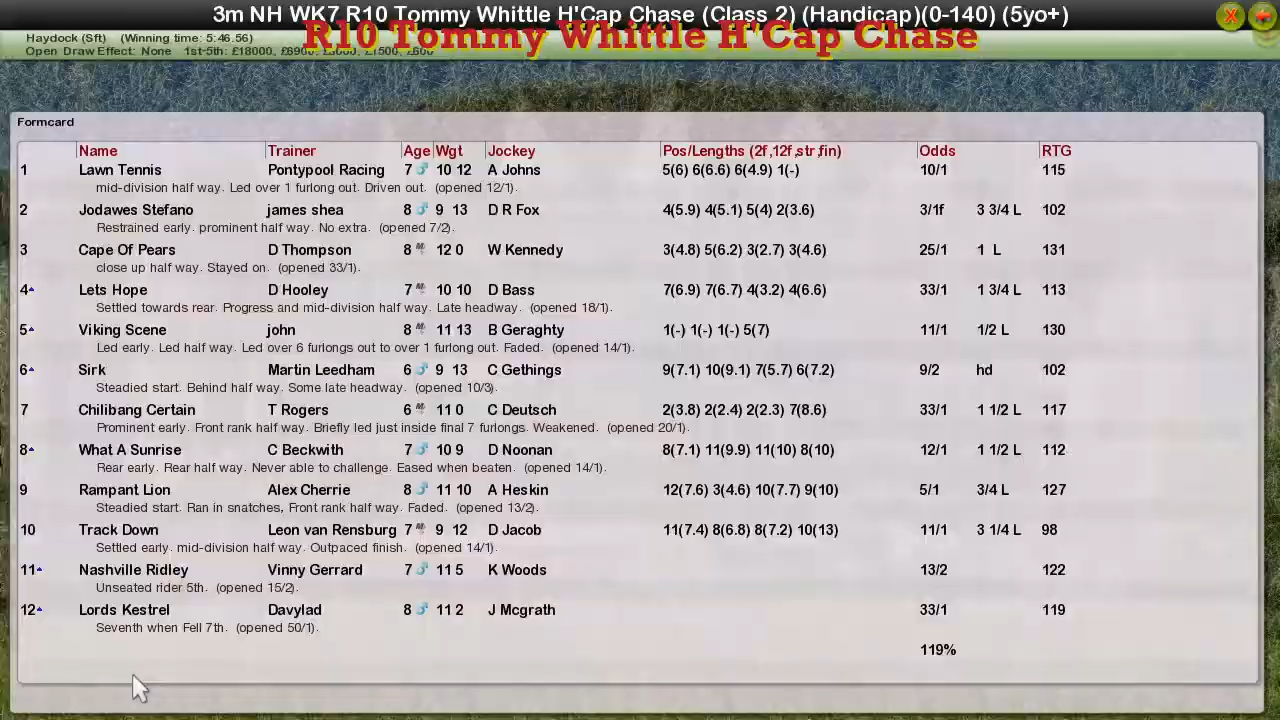 3m NH WK7 R10 Tommy Whittle H'Cap Chase (Class 2) (Handicap)(0-140) (5yo+)
R10 Tommy Whittle H'Cap Chase
Haydock (Sft) (Winning time: 5:46.56)
Open Draw Effect: None 1st-5th: £18000, £6900, £3000, £1500, £600
Formcard
Name Trainer Age Wgt Jockey Pos/Lengths (2f,12f,str,fin) Odds RTG
1 Lawn Tennis Pontypool Racing 7 10 12 A Johns 5(6) 6(6.6) 6(4.9) 1(-) 10/1 115
mid-division half way. Led over 1 furlong out. Driven out. (opened 12/1).
2 Jodawes Stefano james shea 8 9 13 D R Fox 4(5.9) 4(5.1) 5(4) 2(3.6) 3/1f 3 3/4 L 102
Restrained early. prominent half way. No extra. (opened 7/2).
3 Cape Of Pears D Thompson 8 12 0 W Kennedy 3(4.8) 5(6.2) 3(2.7) 3(4.6) 25/1 1 L 131
close up half way. Stayed on. (opened 33/1).
4 Lets Hope D Hooley 7 10 10 D Bass 7(6.9) 7(6.7) 4(3.2) 4(6.6) 33/1 1 3/4 L 113
Settled towards rear. Progress and mid-division half way. Late headway. (opened 18/1).
5 Viking Scene john 8 11 13 B Geraghty 1(-) 1(-) 1(-) 5(7) 11/1 1/2 L 130
Led early. Led half way. Led over 6 furlongs out to over 1 furlong out. Faded. (opened 14/1).
6 Sirk Martin Leedham 6 9 13 C Gethings 9(7.1) 10(9.1) 7(5.7) 6(7.2) 9/2 hd 102
Steadied start. Behind half way. Some late headway. (opened 10/3).
7 Chilibang Certain T Rogers 6 11 0 C Deutsch 2(3.8) 2(2.4) 2(2.3) 7(8.6) 33/1 1 1/2 L 117
Prominent early. Front rank half way. Briefly led just inside final 7 furlongs. Weakened. (opened 20/1).
8 What A Sunrise C Beckwith 7 10 9 D Noonan 8(7.1) 11(9.9) 11(10) 8(10) 12/1 1 1/2 L 112
Rear early. Rear half way. Never able to challenge. Eased when beaten. (opened 14/1).
9 Rampant Lion Alex Cherrie 8 11 10 A Heskin 12(7.6) 3(4.6) 10(7.7) 9(10) 5/1 3/4 L 127
Steadied start. Ran in snatches, Front rank half way. Faded. (opened 13/2).
10 Track Down Leon van Rensburg 7 9 12 D Jacob 11(7.4) 8(6.8) 8(7.2) 10(13) 11/1 3 1/4 L 98
Settled early. mid-division half way. Outpaced finish. (opened 14/1).
11 Nashville Ridley Vinny Gerrard 7 11 5 K Woods 13/2 122
Unseated rider 5th. (opened 15/2).
12 Lords Kestrel Davylad 8 11 2 J Mcgrath 33/1 119
Seventh when Fell 7th. (opened 50/1).
119%